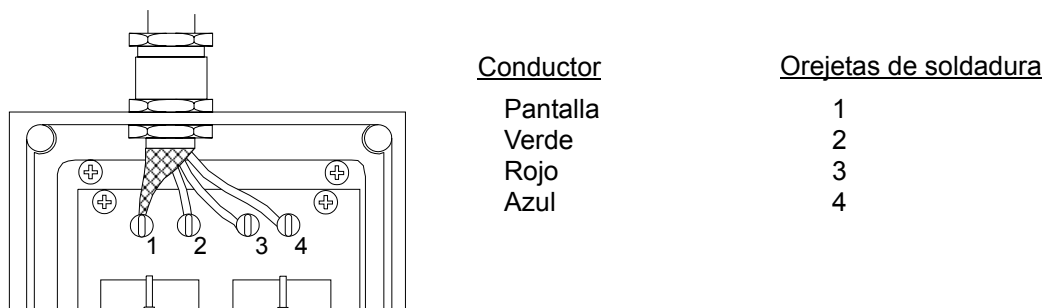 Conductor Orejetas de soldadura
Pantalla 1
Verde 2
Rojo 3
Azul 4
1 2 3 4